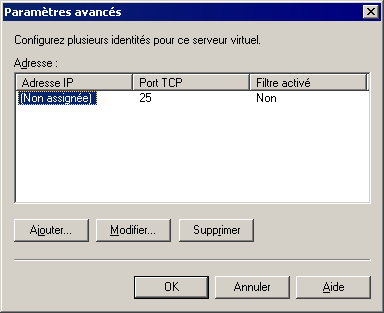 Paramètres avancés
Configurez plusieurs identités pour ce serveur virtuel.
Adresse :
Adresse IP Port TCP Filtre activé
(Non assignée) 25 Non
Ajouter... Modifier... Supprimer
OK Annuler Aide